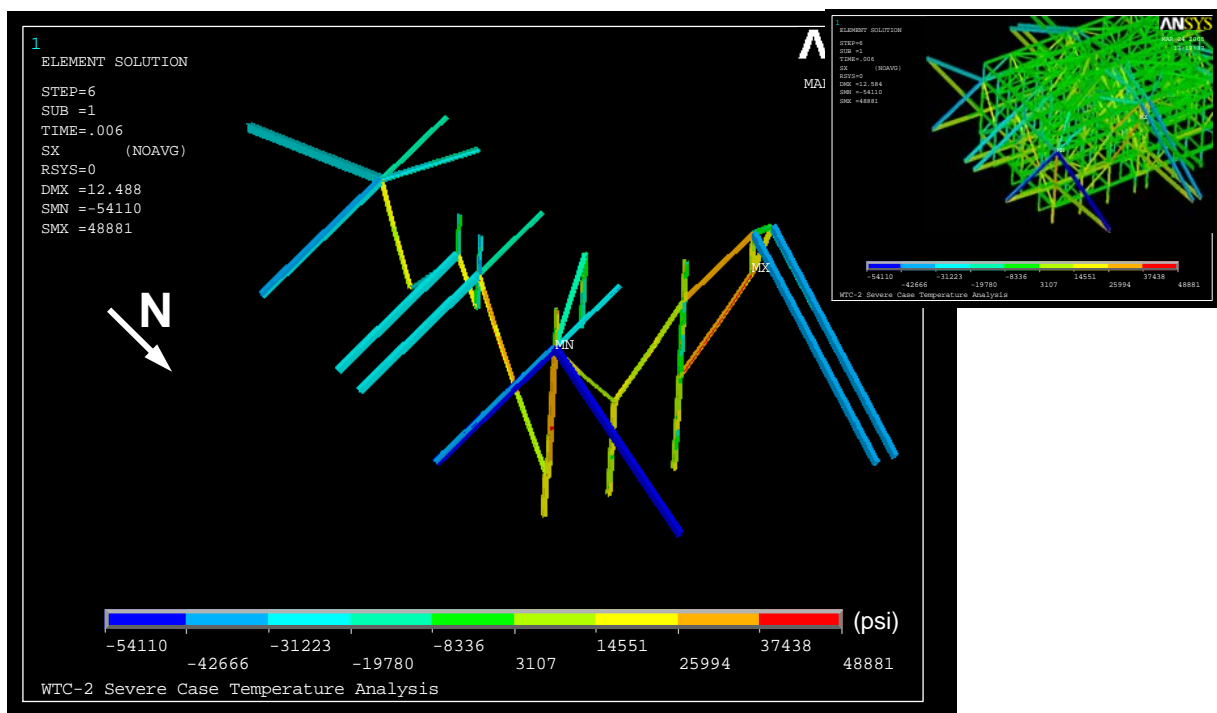 1
ELEMENT SOLUTION
STEP=6
SUB =1
TIME=.006
SX (NOAVG)
RSYS=0
DMX =12.488
SMN =-54110
SMX =48881
N
MN
MX
-54110 -31223 -8336 14551 37438
-42666 -19780 3107 25994 48881
(psi)
WTC-2 Severe Case Temperature Analysis
1
ANSYS
ELEMENT SOLUTION
STEP=6
SUB =1
TIME=.006
SX (NOAVG)
RSYS=0
DMX =12.584
SMN =-54110
SMX =48881
MX
MN
-54110 -31223 -8336 14551 37438
-42666 -19780 3107 25994 48881
WTC-2 Severe Case Temperature Analysis